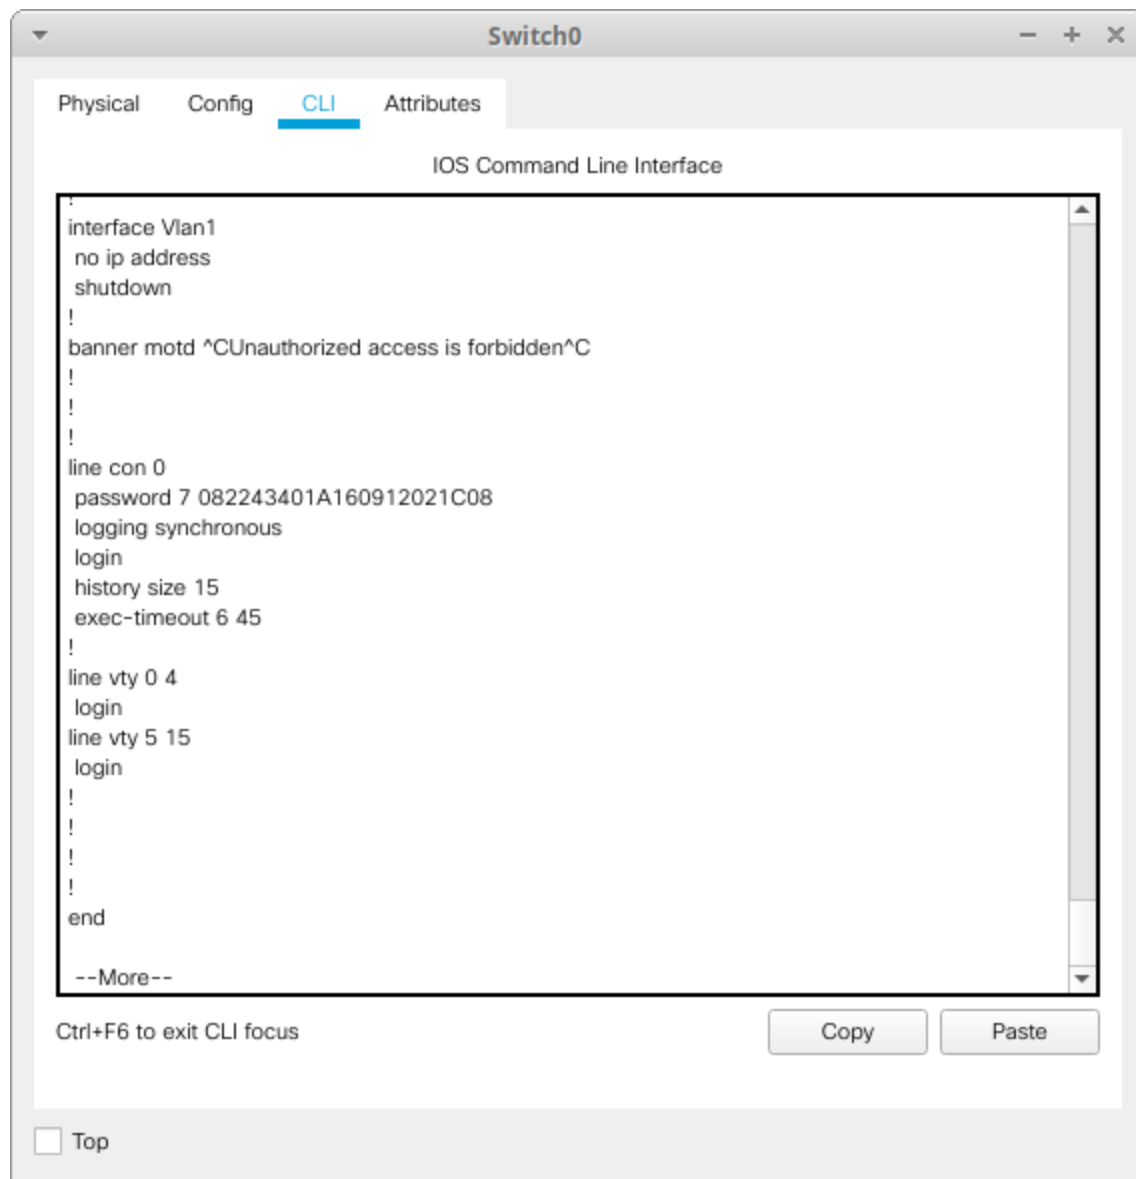 Switch0
Physical Config CLI Attributes
IOS Command Line Interface
!
interface Vlan1
 no ip address
 shutdown
!
banner motd ^CUnauthorized access is forbidden^C
!
!
!
line con 0
 password 7 082243401A160912021C08
 logging synchronous
 login
 history size 15
 exec-timeout 6 45
!
line vty 0 4
 login
line vty 5 15
 login
!
!
!
!
end
 --More--
Ctrl+F6 to exit CLI focus Copy Paste
Top